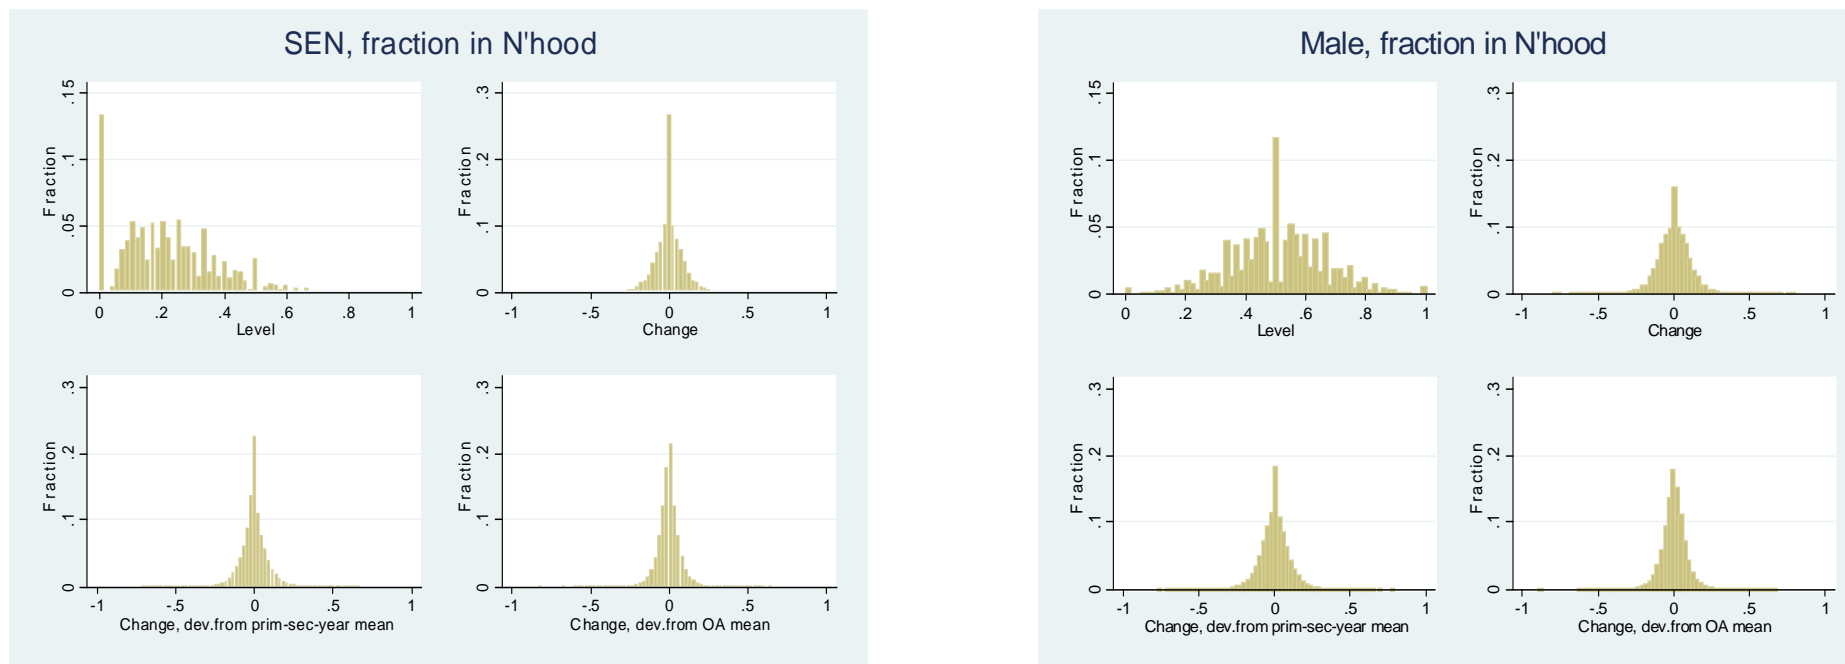 SEN, fraction in N'hood
Fraction
0 .05 .1 .15
0 .2 .4 .6 .8 1
Level
Fraction
0 .1 .2 .3
-1 -.5 0 .5 1
Change
Fraction
0 .1 .2 .3
-1 -.5 0 .5 1
Change, dev.from prim-sec-year mean
Fraction
0 .1 .2 .3
-1 -.5 0 .5 1
Change, dev.from OA mean
Male, fraction in N'hood
Fraction
0 .05 .1 .15
0 .2 .4 .6 .8 1
Level
Fraction
0 .1 .2 .3
-1 -.5 0 .5 1
Change
Fraction
0 .1 .2 .3
-1 -.5 0 .5 1
Change, dev.from prim-sec-year mean
Fraction
0 .1 .2 .3
-1 -.5 0 .5 1
Change, dev.from OA mean